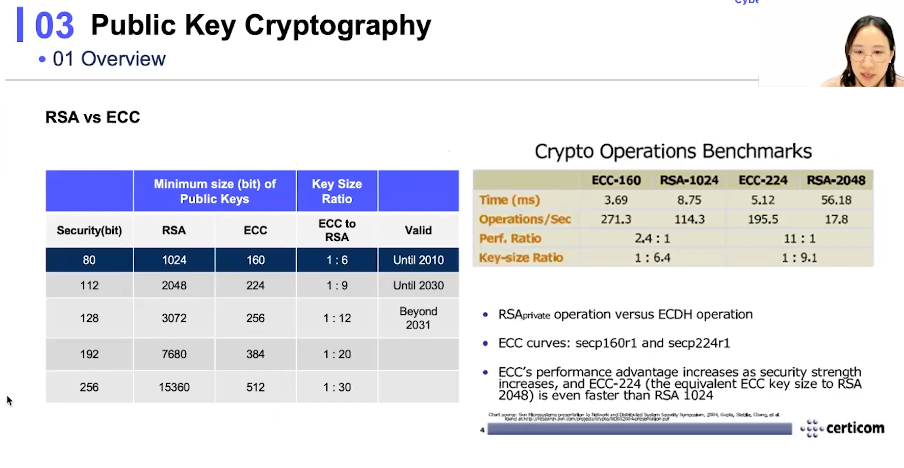 Cybe
03 Public Key Cryptography
• 01 Overview
RSA vs ECC
Minimum size (bit) of Public Keys
Key Size Ratio
Security(bit) RSA ECC ECC to RSA Valid
80 1024 160 1 : 6 Until 2010
112 2048 224 1 : 9 Until 2030
128 3072 256 1 : 12 Beyond 2031
192 7680 384 1 : 20
256 15360 512 1 : 30
Crypto Operations Benchmarks
ECC-160 RSA-1024 ECC-224 RSA-2048
Time (ms) 3.69 8.75 5.12 56.18
Operations/Sec 271.3 114.3 195.5 17.8
Perf. Ratio 2.4 : 1 11 : 1
Key-size Ratio 1 : 6.4 1 : 9.1
• RSAprivate operation versus ECDH operation
• ECC curves: secp160r1 and secp224r1
• ECC's performance advantage increases as security strength
increases, and ECC-224 (the equivalent ECC key size to RSA
2048) is even faster than RSA 1024
Chart source: Sun Microsystems presentation to Network and Distributed System Security Symposium, 2004, Gupta, Stebila, Chang, et al.
4
certicom